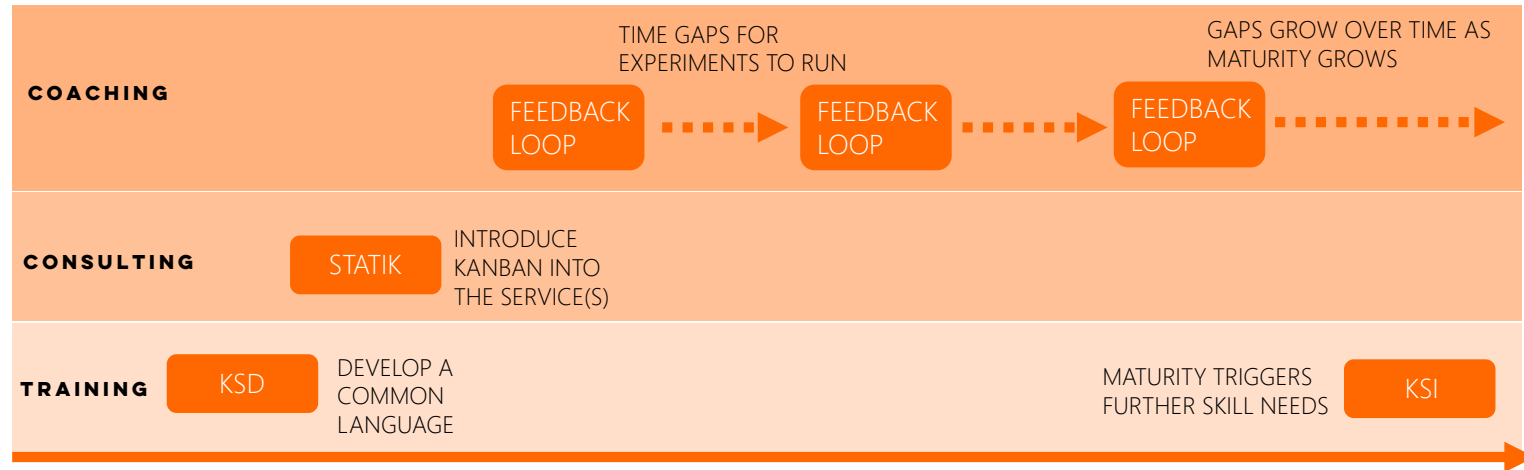 COACHING
TIME GAPS FOR
EXPERIMENTS TO RUN
GAPS GROW OVER TIME AS
MATURITY GROWS
FEEDBACK
LOOP
FEEDBACK
LOOP
FEEDBACK
LOOP
CONSULTING
STATIK
INTRODUCE
KANBAN INTO
THE SERVICE(S)
TRAINING
KSD
DEVELOP A
COMMON
LANGUAGE
MATURITY TRIGGERS
FURTHER SKILL NEEDS
KSI